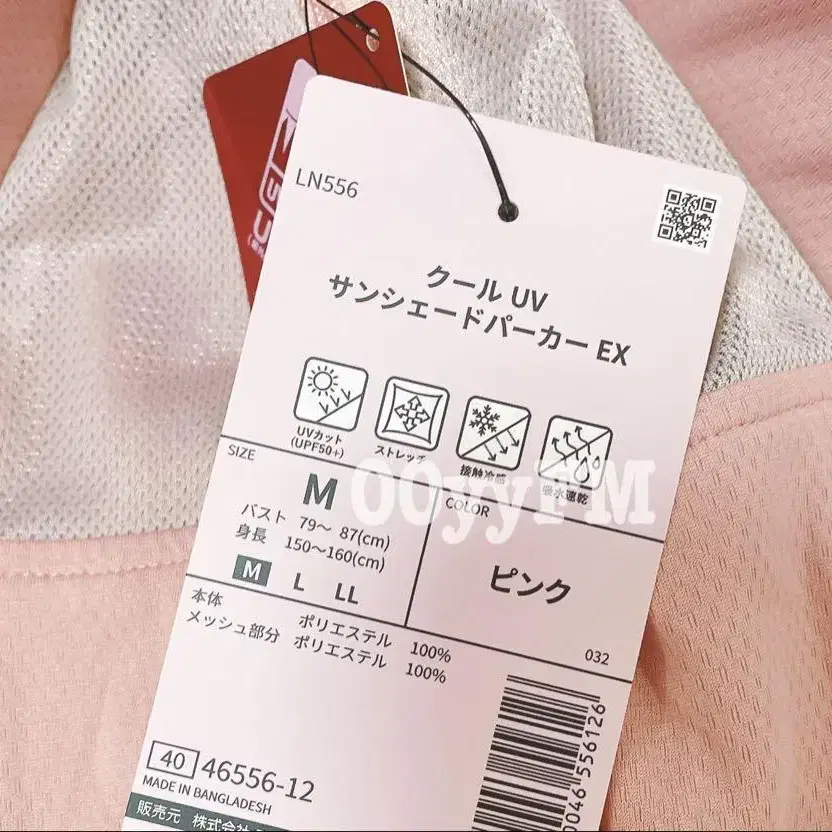 LN556
クール UV
サンシェードパーカー EX
UVカット
(UPF50+)
ストレッチ
接触冷感
吸水速乾
SIZE
M
バスト 79〜 87(cm)
身長 150〜160(cm)
M L LL
COLOR
ピンク
032
本体 ポリエステル 100%
メッシュ部分 ポリエステル 100%
40 46556-12
MADE IN BANGLADESH
販売元 株式会社
0046 556126
00yyFM